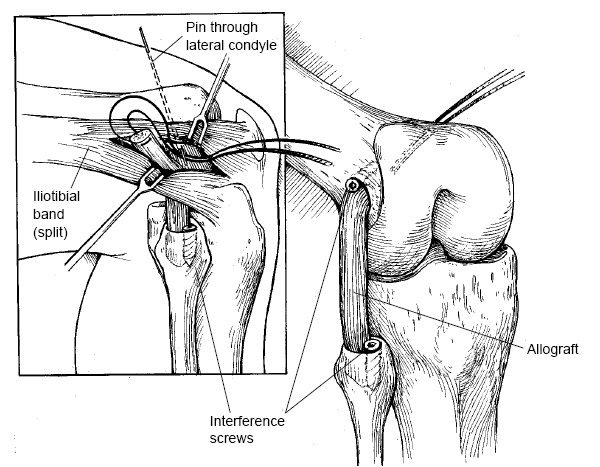 Pin through
lateral condyle
Iliotibial
band
(split)
Allograft
Interference
screws